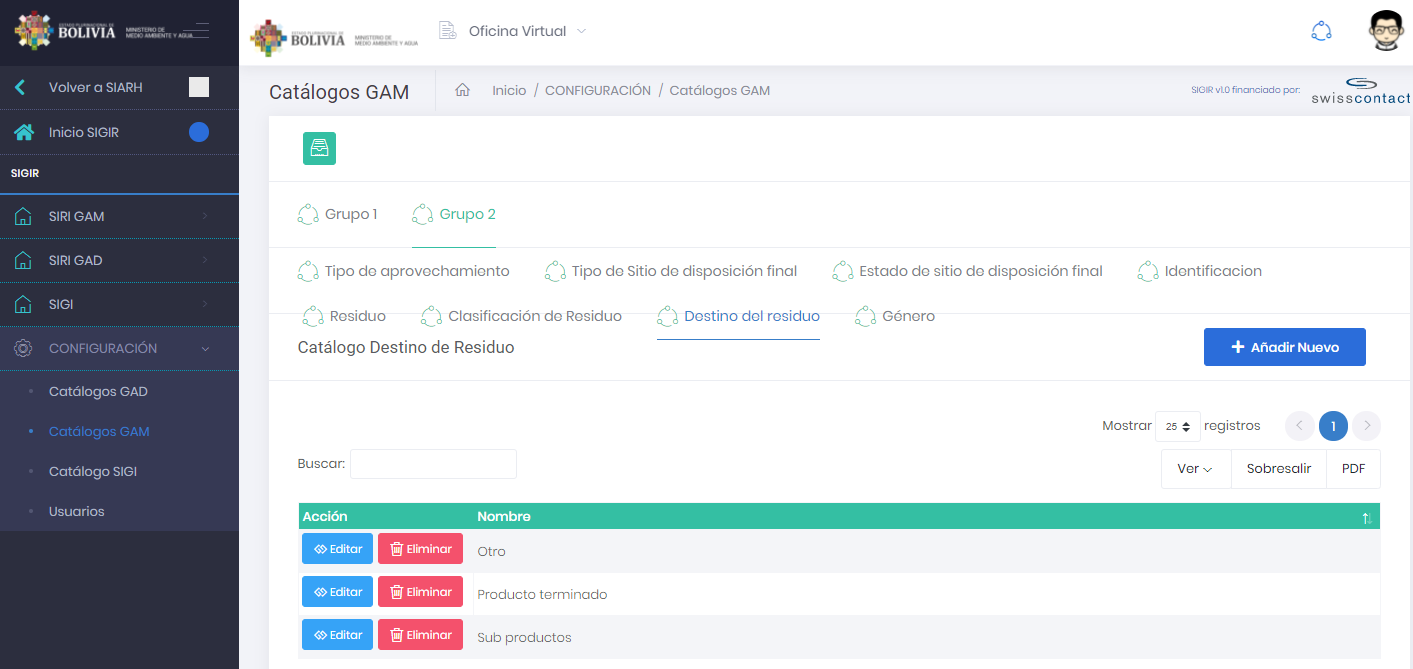 ESTADO PLURINACIONAL DE
BOLIVIA
MINISTERIO DE
MEDIO AMBIENTE Y AGUA
ESTADO PLURINACIONAL DE
BOLIVIA
MINISTERIO DE
MEDIO AMBIENTE Y AGUA
Oficina Virtual
Volver a SIARH
Inicio SIGIR
SIGIR
SIRI GAM
SIRI GAD
SIGI
CONFIGURACIÓN
Catálogos GAD
Catálogos GAM
Catálogo SIGI
Usuarios
Catálogos GAM
Inicio / CONFIGURACIÓN / Catálogos GAM
SIGIR v1.0 financiado por:
swisscontact
Grupo 1 Grupo 2
Tipo de aprovechamiento Tipo de Sitio de disposición final Estado de sitio de disposición final Identificacion
Residuo Clasificación de Residuo Destino del residuo Género
Catálogo Destino de Residuo
Añadir Nuevo
Mostrar 25 registros 1
Buscar:
Ver Sobresalir PDF
Acción Nombre
Editar Eliminar Otro
Editar Eliminar Producto terminado
Editar Eliminar Sub productos